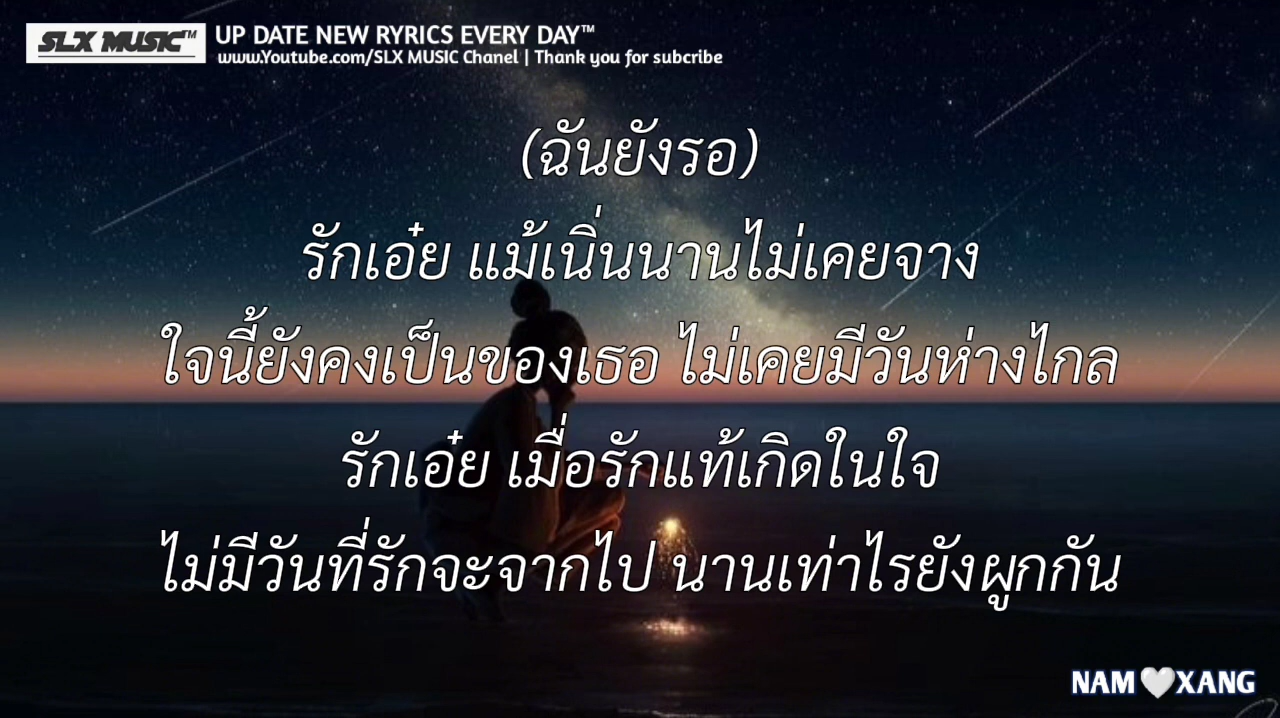 SLX MUSIC™
UP DATE NEW RYRICS EVERY DAY™
www.Youtube.com/SLX MUSIC Chanel | Thank you for subcribe
(ฉันยังรอ)
รักเอ๋ย แม้เนิ่นนานไม่เคยจาง
ใจนี้ยังคงเป็นของเธอ ไม่เคยมีวันห่างไกล
รักเอ๋ย เมื่อรักแท้เกิดในใจ
ไม่มีวันที่รักจะจากไป นานเท่าไรยังผูกกัน
NAM🤍XANG